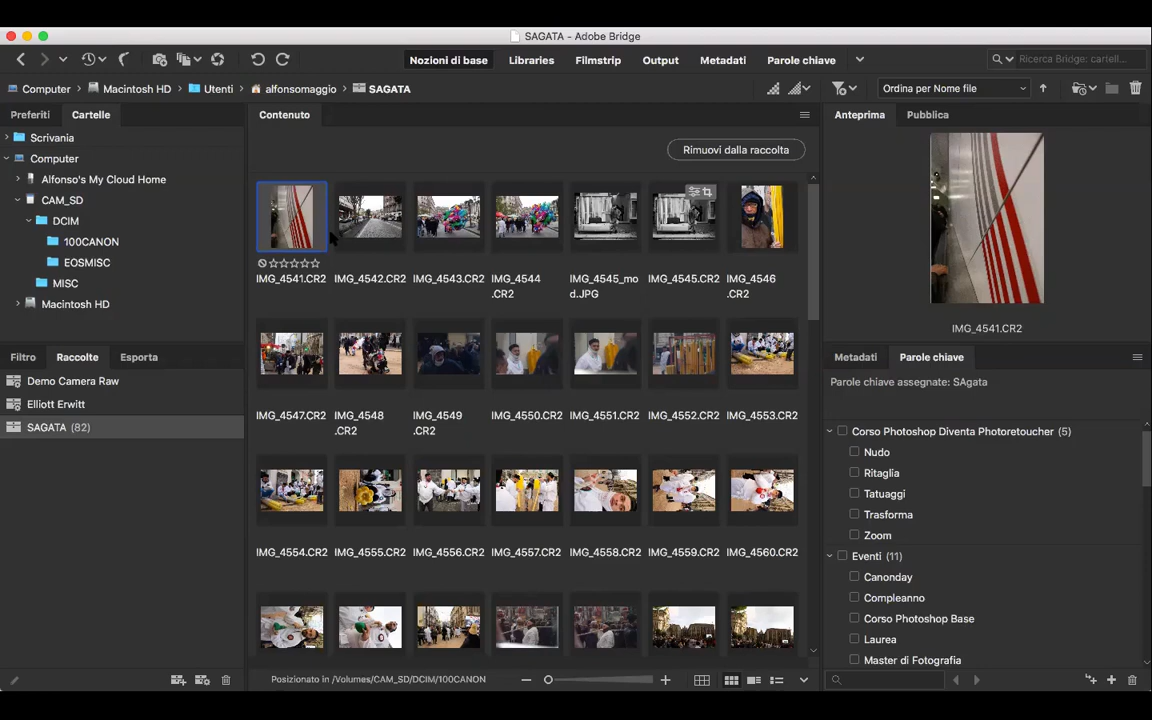 SAGATA - Adobe Bridge
Nozioni di base
Libraries
Filmstrip
Output
Metadati
Parole chiave
Ricerca Bridge: cartell...
Computer
Macintosh HD
Utenti
alfonsomaggio
SAGATA
Ordina per Nome file
Preferiti
Cartelle
Contenuto
Anteprima
Pubblica
Scrivania
Computer
Alfonso's My Cloud Home
CAM_SD
DCIM
100CANON
EOSMISC
MISC
Macintosh HD
Filtro
Raccolte
Esporta
Demo Camera Raw
Elliott Erwitt
SAGATA (82)
Rimuovi dalla raccolta
IMG_4541.CR2
IMG_4542.CR2
IMG_4543.CR2
IMG_4544
.CR2
IMG_4545_mo
d.JPG
IMG_4545.CR2
IMG_4546
.CR2
IMG_4547.CR2
IMG_4548
.CR2
IMG_4549
.CR2
IMG_4550.CR2
IMG_4551.CR2
IMG_4552.CR2
IMG_4553.CR2
IMG_4554.CR2
IMG_4555.CR2
IMG_4556.CR2
IMG_4557.CR2
IMG_4558.CR2
IMG_4559.CR2
IMG_4560.CR2
Posizionato in /Volumes/CAM_SD/DCIM/100CANON
IMG_4541.CR2
Metadati
Parole chiave
Parole chiave assegnate: SAgata
Corso Photoshop Diventa Photoretoucher (5)
Nudo
Ritaglia
Tatuaggi
Trasforma
Zoom
Eventi (11)
Canonday
Compleanno
Corso Photoshop Base
Laurea
Master di Fotografia